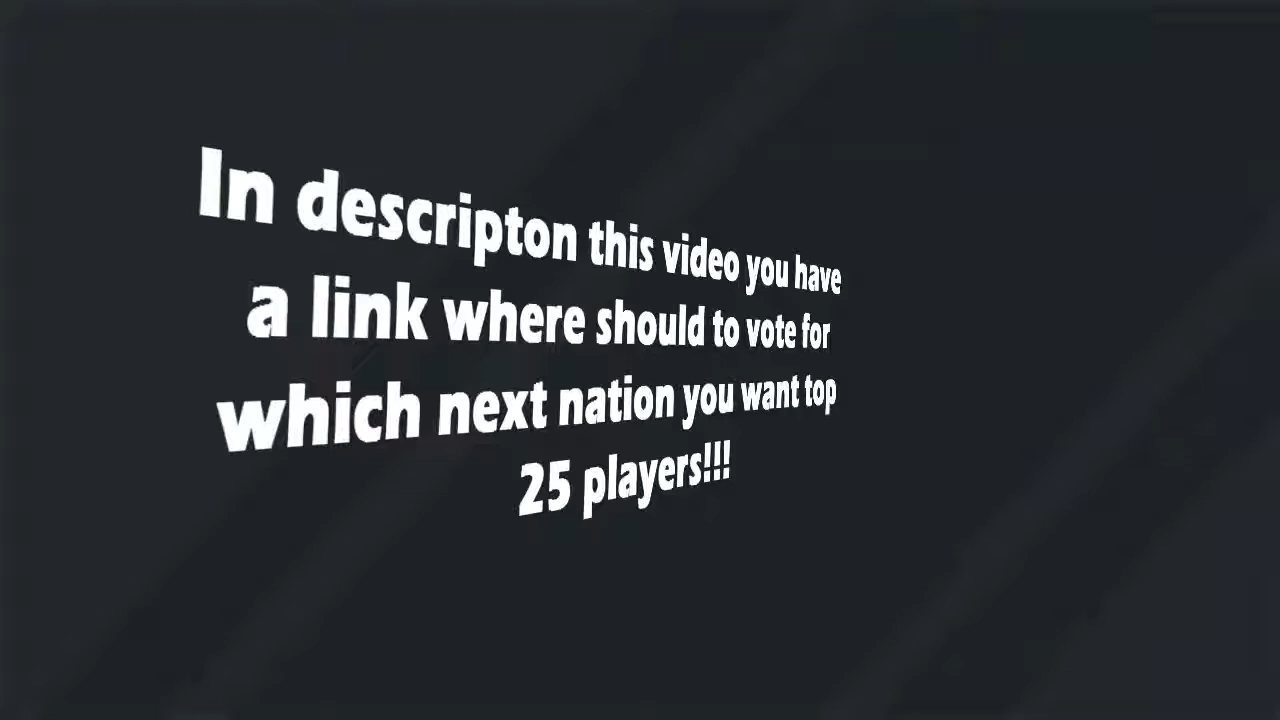 In descripton this video you have
a link where should to vote for
which next nation you want top
25 players!!!